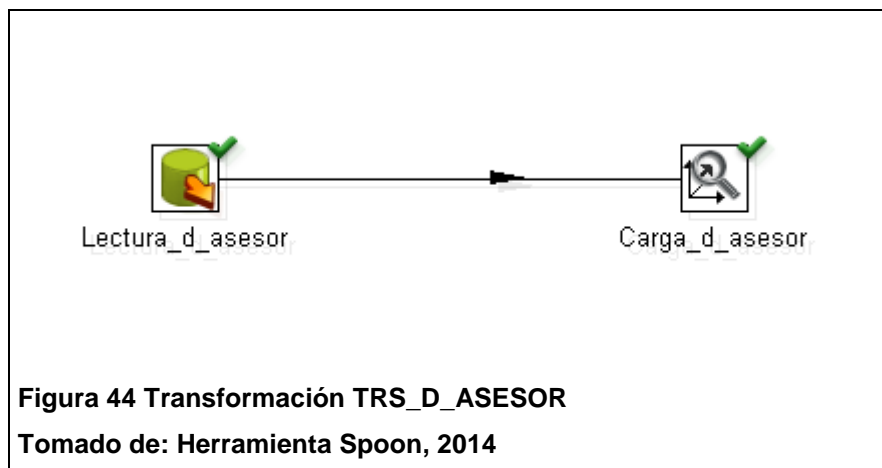 Lectura_d_asesor
Carga_d_asesor
Figura 44 Transformación TRS_D_ASESOR
Tomado de: Herramienta Spoon, 2014